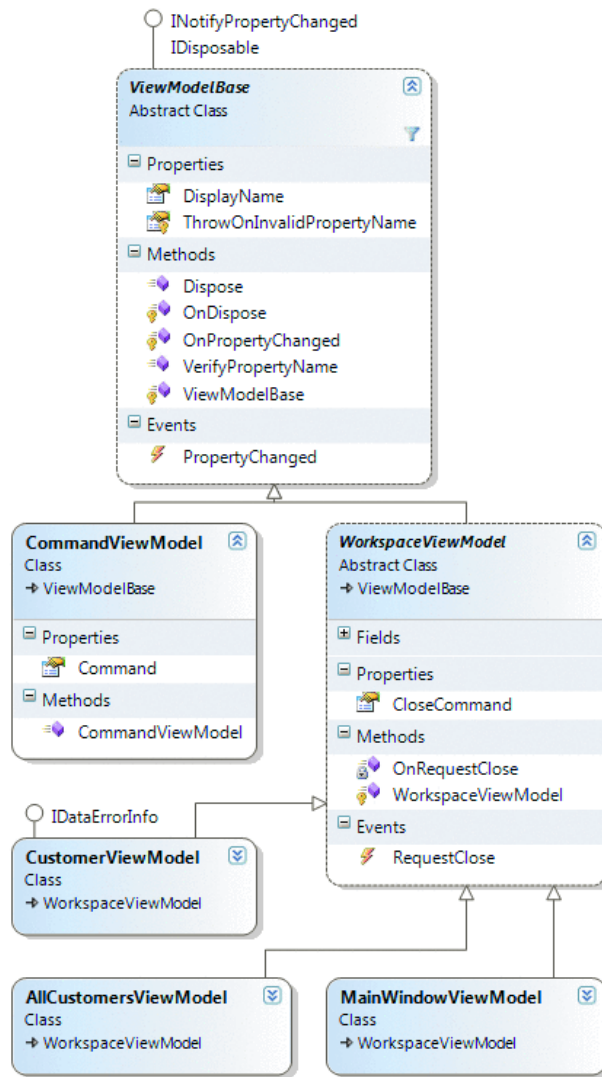 INotifyPropertyChanged
IDisposable
ViewModelBase
Abstract Class
Properties
DisplayName
ThrowOnInvalidPropertyName
Methods
Dispose
OnDispose
OnPropertyChanged
VerifyPropertyName
ViewModelBase
Events
PropertyChanged
CommandViewModel
Class
ViewModelBase
Properties
Command
Methods
CommandViewModel
WorkspaceViewModel
Abstract Class
ViewModelBase
Fields
Properties
CloseCommand
Methods
OnRequestClose
WorkspaceViewModel
Events
RequestClose
IDataErrorInfo
CustomerViewModel
Class
WorkspaceViewModel
AllCustomersViewModel
Class
WorkspaceViewModel
MainWindowViewModel
Class
WorkspaceViewModel